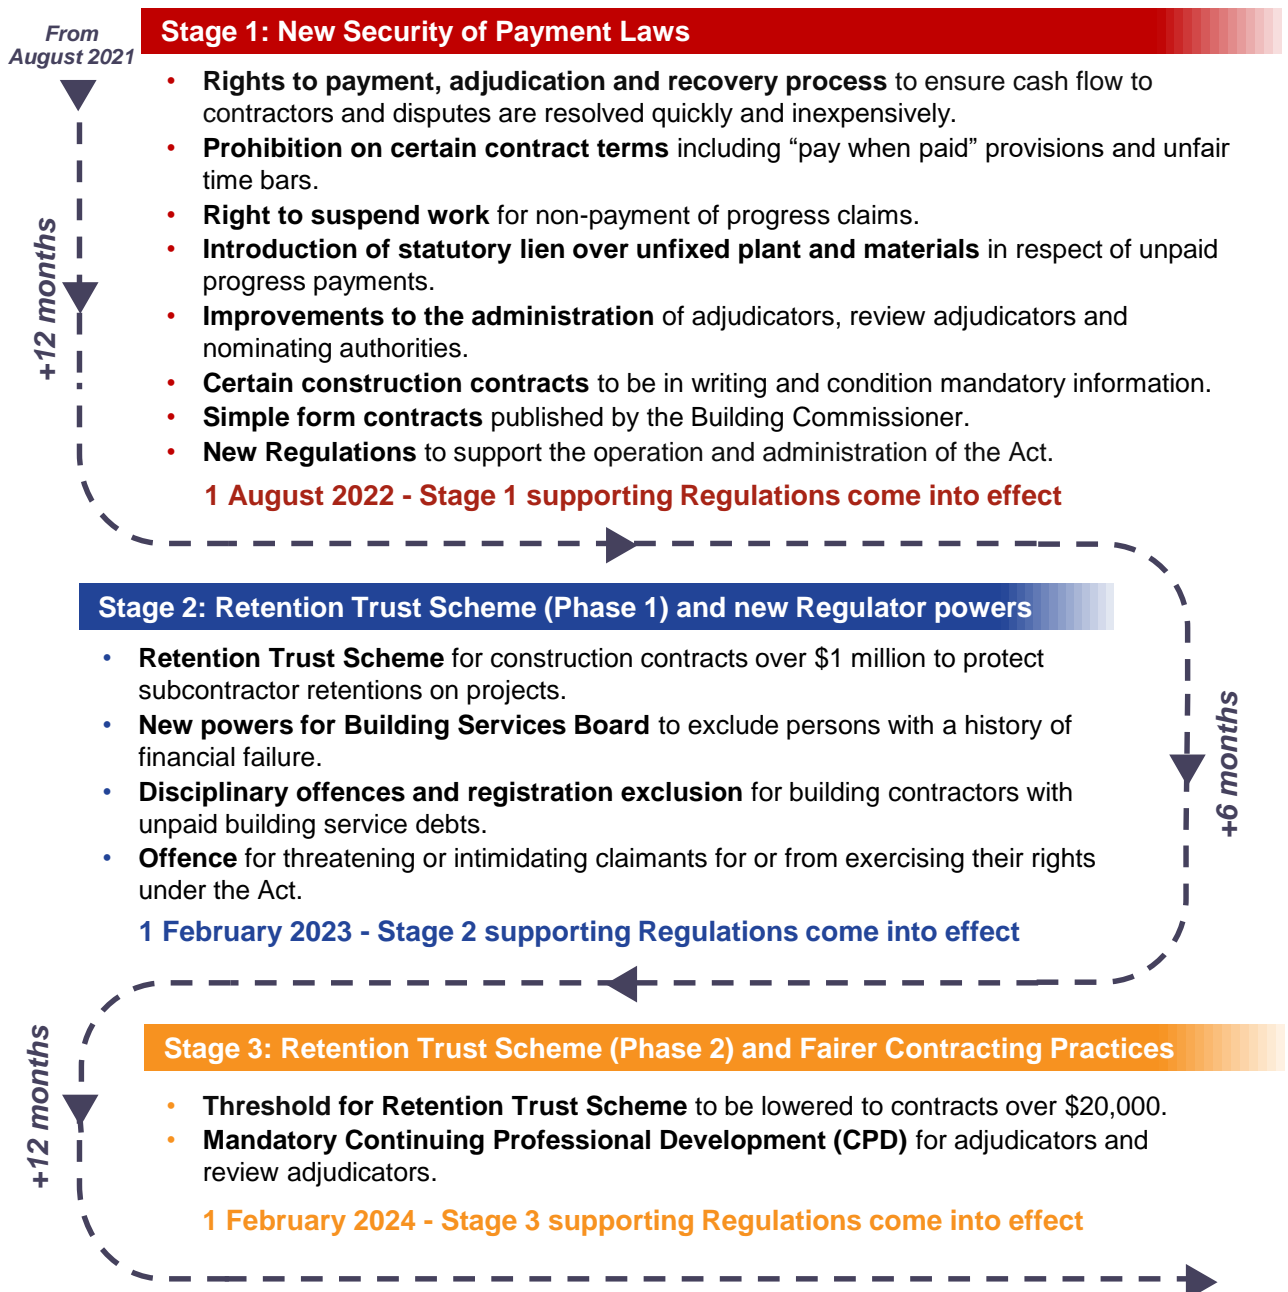 From
August 2021
Stage 1: New Security of Payment Laws
• Rights to payment, adjudication and recovery process to ensure cash flow to
contractors and disputes are resolved quickly and inexpensively.
• Prohibition on certain contract terms including “pay when paid” provisions and unfair
time bars.
• Right to suspend work for non-payment of progress claims.
• Introduction of statutory lien over unfixed plant and materials in respect of unpaid
progress payments.
• Improvements to the administration of adjudicators, review adjudicators and
nominating authorities.
• Certain construction contracts to be in writing and condition mandatory information.
• Simple form contracts published by the Building Commissioner.
• New Regulations to support the operation and administration of the Act.
1 August 2022 - Stage 1 supporting Regulations come into effect
+12 months
Stage 2: Retention Trust Scheme (Phase 1) and new Regulator powers
• Retention Trust Scheme for construction contracts over $1 million to protect
subcontractor retentions on projects.
• New powers for Building Services Board to exclude persons with a history of
financial failure.
• Disciplinary offences and registration exclusion for building contractors with
unpaid building service debts.
• Offence for threatening or intimidating claimants for or from exercising their rights
under the Act.
1 February 2023 - Stage 2 supporting Regulations come into effect
+6 months
Stage 3: Retention Trust Scheme (Phase 2) and Fairer Contracting Practices
• Threshold for Retention Trust Scheme to be lowered to contracts over $20,000.
• Mandatory Continuing Professional Development (CPD) for adjudicators and
review adjudicators.
1 February 2024 - Stage 3 supporting Regulations come into effect
+12 months